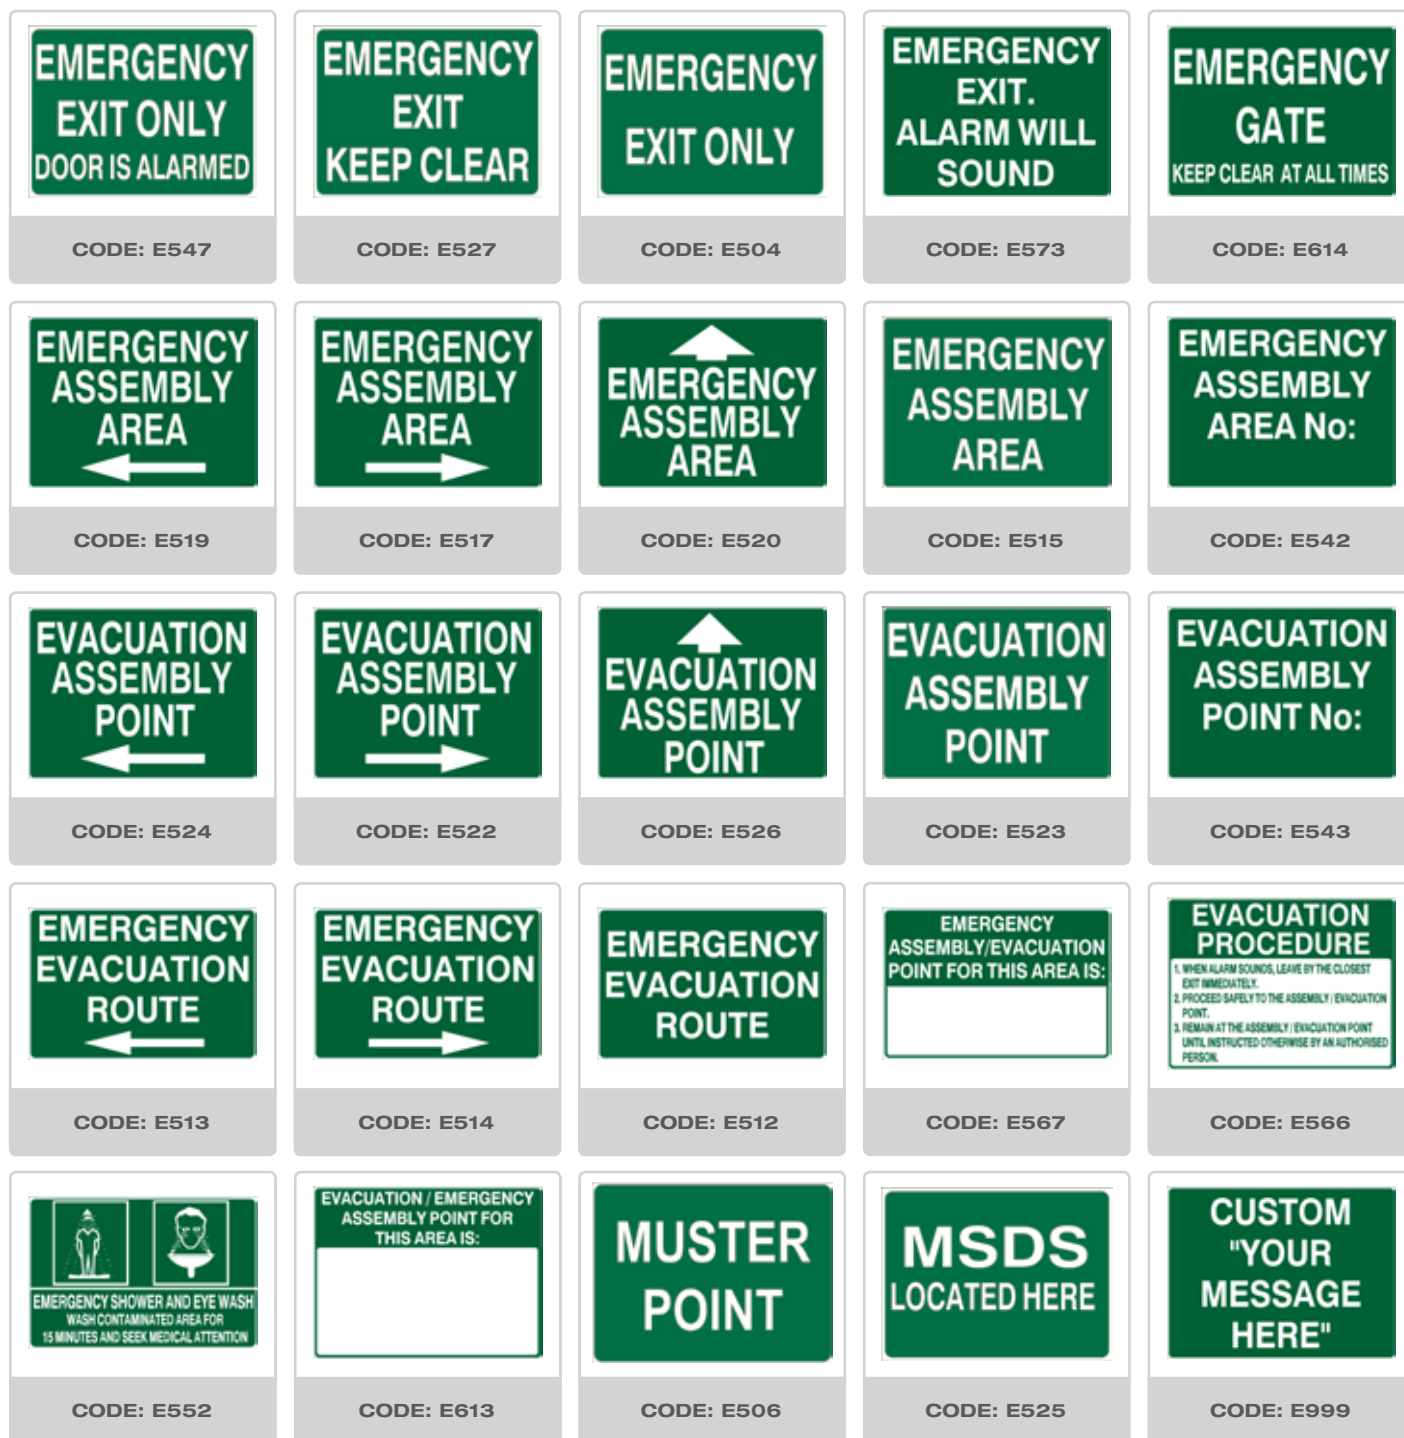 EMERGENCY
EXIT ONLY
DOOR IS ALARMED
CODE: E547
EMERGENCY
EXIT
KEEP CLEAR
CODE: E527
EMERGENCY
EXIT ONLY
CODE: E504
EMERGENCY
EXIT.
ALARM WILL
SOUND
CODE: E573
EMERGENCY
GATE
KEEP CLEAR AT ALL TIMES
CODE: E614
EMERGENCY
ASSEMBLY
AREA
CODE: E519
EMERGENCY
ASSEMBLY
AREA
CODE: E517
EMERGENCY
ASSEMBLY
AREA
CODE: E520
EMERGENCY
ASSEMBLY
AREA
CODE: E515
EMERGENCY
ASSEMBLY
AREA No:
CODE: E542
EVACUATION
ASSEMBLY
POINT
CODE: E524
EVACUATION
ASSEMBLY
POINT
CODE: E522
EVACUATION
ASSEMBLY
POINT
CODE: E526
EVACUATION
ASSEMBLY
POINT
CODE: E523
EVACUATION
ASSEMBLY
POINT No:
CODE: E543
EMERGENCY
EVACUATION
ROUTE
CODE: E513
EMERGENCY
EVACUATION
ROUTE
CODE: E514
EMERGENCY
EVACUATION
ROUTE
CODE: E512
EMERGENCY
ASSEMBLY/EVACUATION
POINT FOR THIS AREA IS:
CODE: E567
EVACUATION
PROCEDURE
1. WHEN ALARM SOUNDS, LEAVE BY THE CLOSEST
EXIT IMMEDIATELY.
2. PROCEED SAFELY TO THE ASSEMBLY / EVACUATION
POINT.
3. REMAIN AT THE ASSEMBLY / EVACUATION POINT
UNTIL INSTRUCTED OTHERWISE BY AN AUTHORISED
PERSON.
CODE: E566
EMERGENCY SHOWER AND EYE WASH
WASH CONTAMINATED AREA FOR
15 MINUTES AND SEEK MEDICAL ATTENTION
CODE: E552
EVACUATION / EMERGENCY
ASSEMBLY POINT FOR
THIS AREA IS:
CODE: E613
MUSTER
POINT
CODE: E506
MSDS
LOCATED HERE
CODE: E525
CUSTOM
"YOUR
MESSAGE
HERE"
CODE: E999